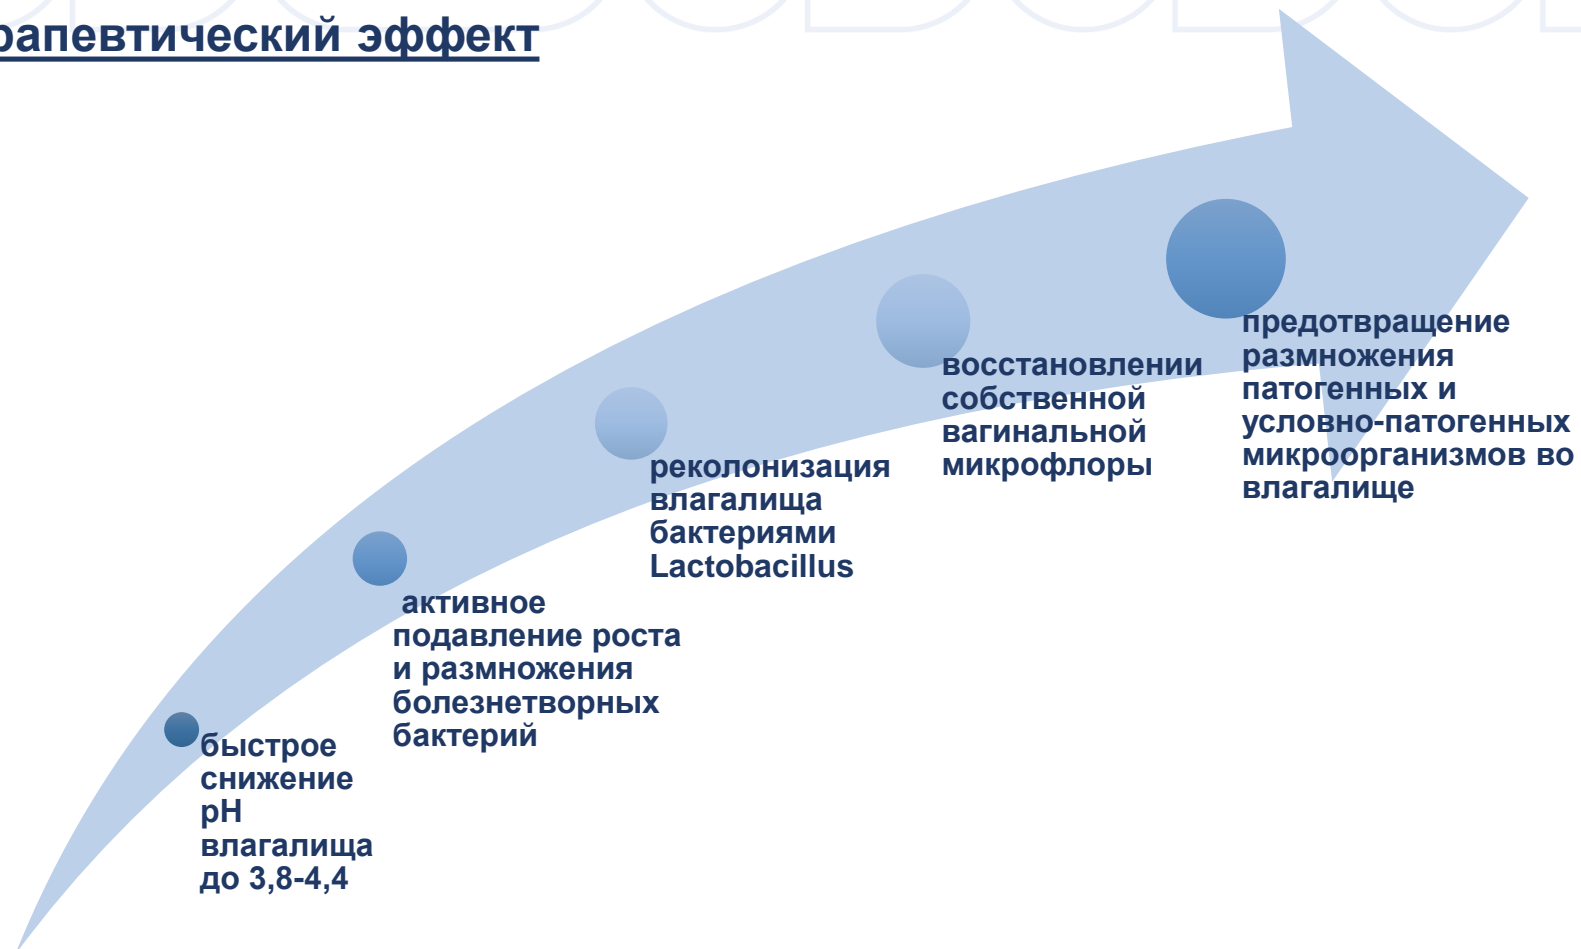 рапевтический эффект
быстрое
снижение
pH
влагалища
до 3,8-4,4
активное
подавление роста
и размножения
болезнетворных
бактерий
реколонизация
влагалища
бактериями
Lactobacillus
восстановлении
собственной
вагинальной
микрофлоры
предотвращение
размножения
патогенных и
условно-патогенных
микроорганизмов во
влагалище